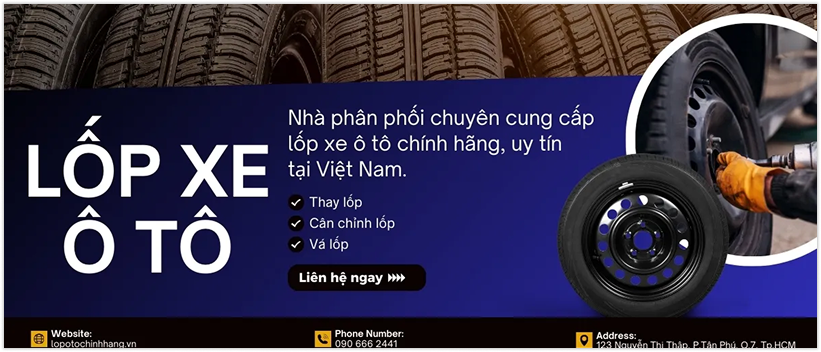 LỐP XE
Ô TÔ
Nhà phân phối chuyên cung cấp
lốp xe ô tô chính hãng, uy tín
tại Việt Nam.
Thay lốp
Cân chỉnh lốp
Vá lốp
Liên hệ ngay
Website:
lopotochinhhang.vn
Phone Number:
090 666 2441
Address:
123 Nguyễn Thị Thập, P.Tân Phú, Q.7, Tp.HCM